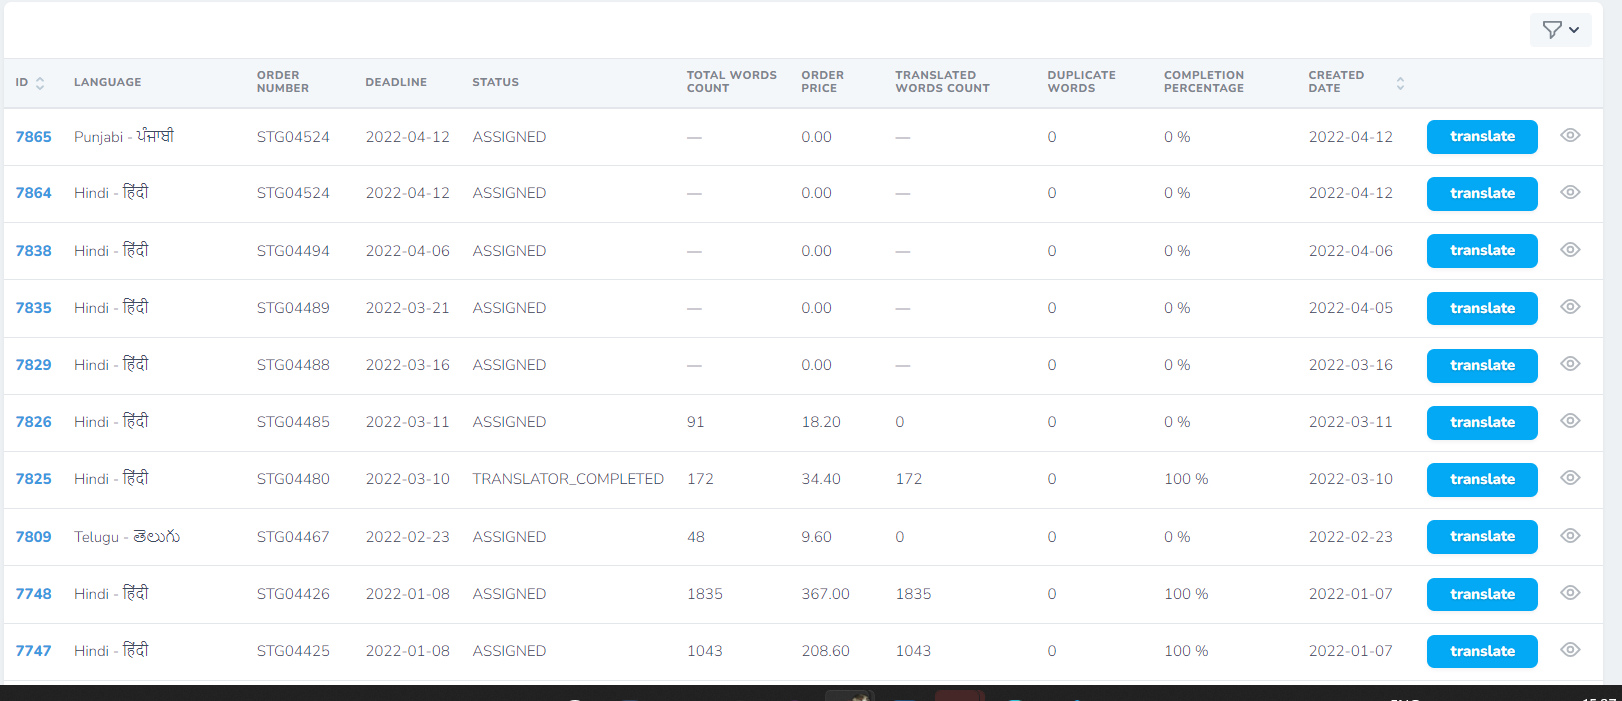 ID LANGUAGE ORDER NUMBER DEADLINE STATUS TOTAL WORDS COUNT ORDER PRICE TRANSLATED WORDS COUNT DUPLICATE WORDS COMPLETION PERCENTAGE CREATED DATE
7865 Punjabi - ਪੰਜਾਬੀ STG04524 2022-04-12 ASSIGNED — 0.00 — 0 0 % 2022-04-12 translate
7864 Hindi - हिंदी STG04524 2022-04-12 ASSIGNED — 0.00 — 0 0 % 2022-04-12 translate
7838 Hindi - हिंदी STG04494 2022-04-06 ASSIGNED — 0.00 — 0 0 % 2022-04-06 translate
7835 Hindi - हिंदी STG04489 2022-03-21 ASSIGNED — 0.00 — 0 0 % 2022-04-05 translate
7829 Hindi - हिंदी STG04488 2022-03-16 ASSIGNED — 0.00 — 0 0 % 2022-03-16 translate
7826 Hindi - हिंदी STG04485 2022-03-11 ASSIGNED 91 18.20 0 0 0 % 2022-03-11 translate
7825 Hindi - हिंदी STG04480 2022-03-10 TRANSLATOR_COMPLETED 172 34.40 172 0 100 % 2022-03-10 translate
7809 Telugu - తెలుగు STG04467 2022-02-23 ASSIGNED 48 9.60 0 0 0 % 2022-02-23 translate
7748 Hindi - हिंदी STG04426 2022-01-08 ASSIGNED 1835 367.00 1835 0 100 % 2022-01-07 translate
7747 Hindi - हिंदी STG04425 2022-01-08 ASSIGNED 1043 208.60 1043 0 100 % 2022-01-07 translate